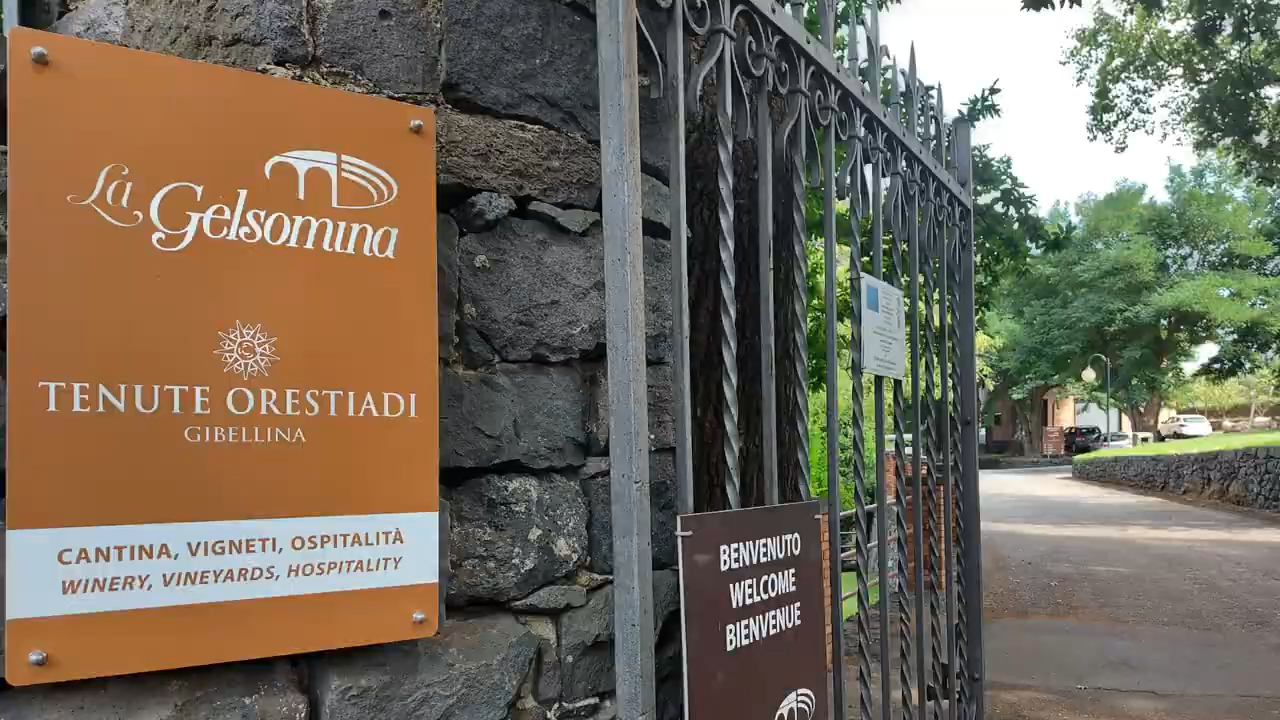 La Gelsomina
TENUTE ORESTIADI
GIBELLINA
CANTINA, VIGNETI, OSPITALITÀ
WINERY, VINEYARDS, HOSPITALITY
BENVENUTO
WELCOME
BIENVENUE